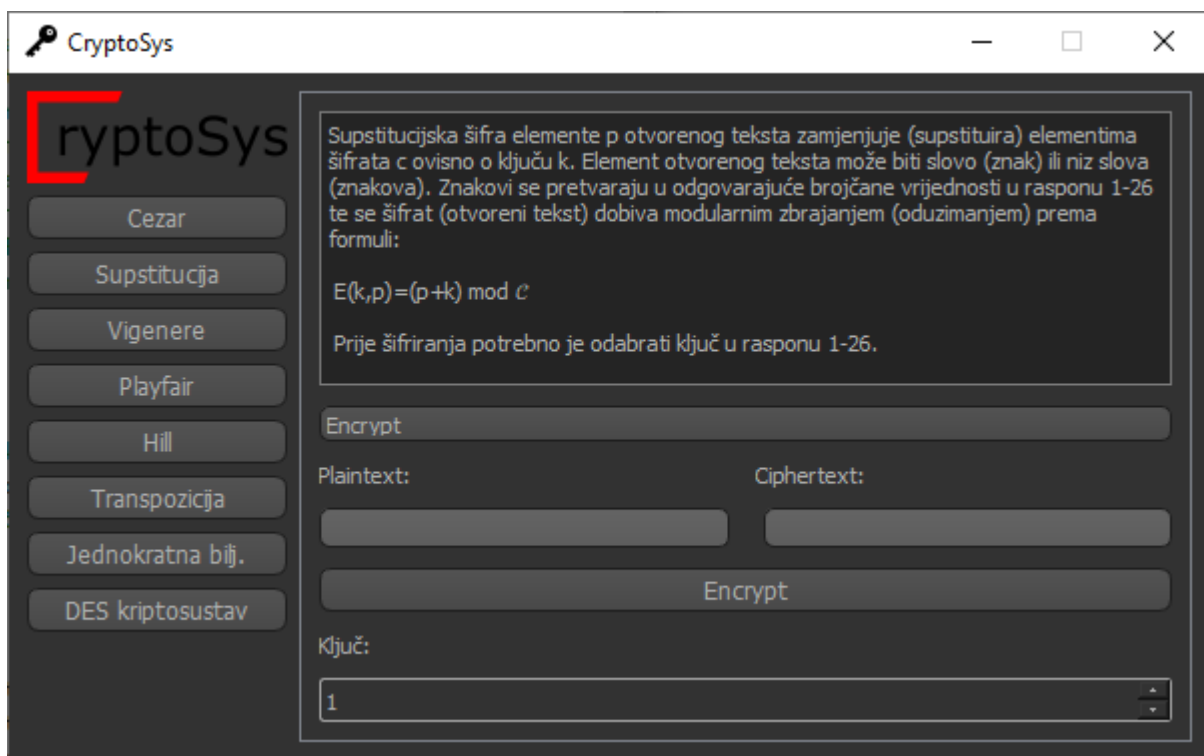 CryptoSys
CryptoSys
Cezar
Supstitucija
Vigenere
Playfair
Hill
Transpozicija
Jednokratna bilj.
DES kriptosustav
Supstitucijska šifra elemente p otvorenog teksta zamjenjuje (supstituira) elementima
šifrata c ovisno o ključu k. Element otvorenog teksta može biti slovo (znak) ili niz slova
(znakova). Znakovi se pretvaraju u odgovarajuće brojčane vrijednosti u rasponu 1-26
te se šifrat (otvoreni tekst) dobiva modularnim zbrajanjem (oduzimanjem) prema
formuli:
E(k,p)=(p+k) mod 𝒞
Prije šifriranja potrebno je odabrati ključ u rasponu 1-26.
Encrypt
Plaintext: Ciphertext:
Encrypt
Ključ:
1